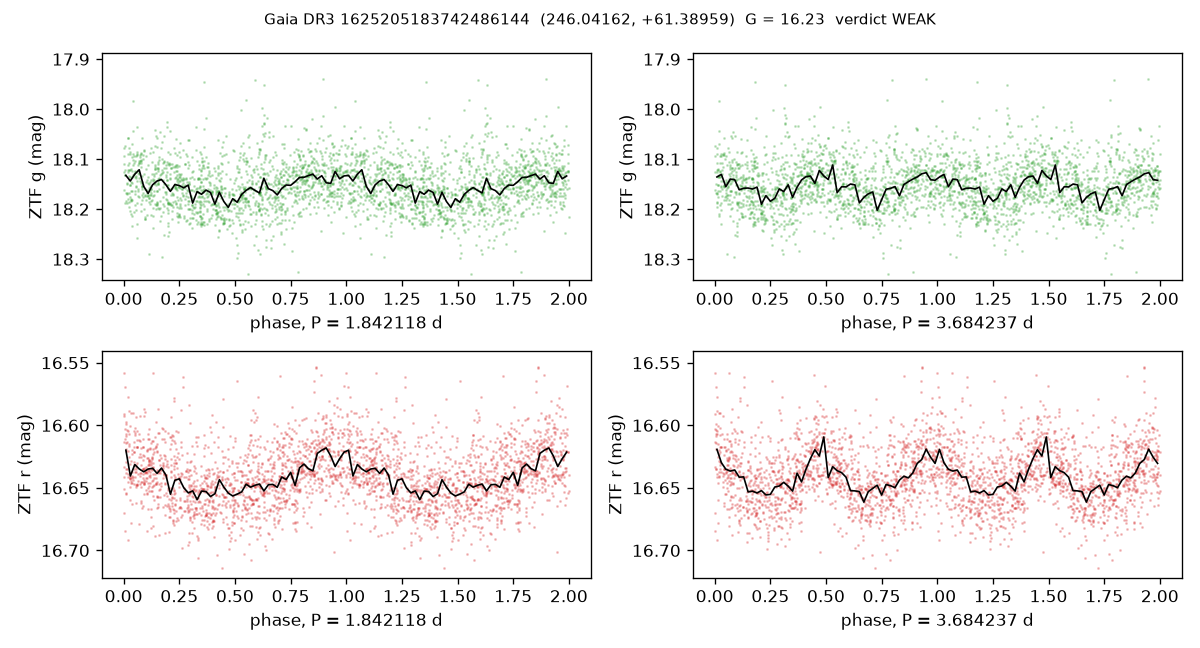 Gaia DR3 1625205183742486144 (246.04162, +61.38959) G = 16.23 verdict WEAK
ZTF g (mag)
17.9
18.0
18.1
18.2
18.3
0.00 0.25 0.50 0.75 1.00 1.25 1.50 1.75 2.00
phase, P = 1.842118 d
ZTF g (mag)
17.9
18.0
18.1
18.2
18.3
0.00 0.25 0.50 0.75 1.00 1.25 1.50 1.75 2.00
phase, P = 3.684237 d
ZTF r (mag)
16.55
16.60
16.65
16.70
0.00 0.25 0.50 0.75 1.00 1.25 1.50 1.75 2.00
phase, P = 1.842118 d
ZTF r (mag)
16.55
16.60
16.65
16.70
0.00 0.25 0.50 0.75 1.00 1.25 1.50 1.75 2.00
phase, P = 3.684237 d